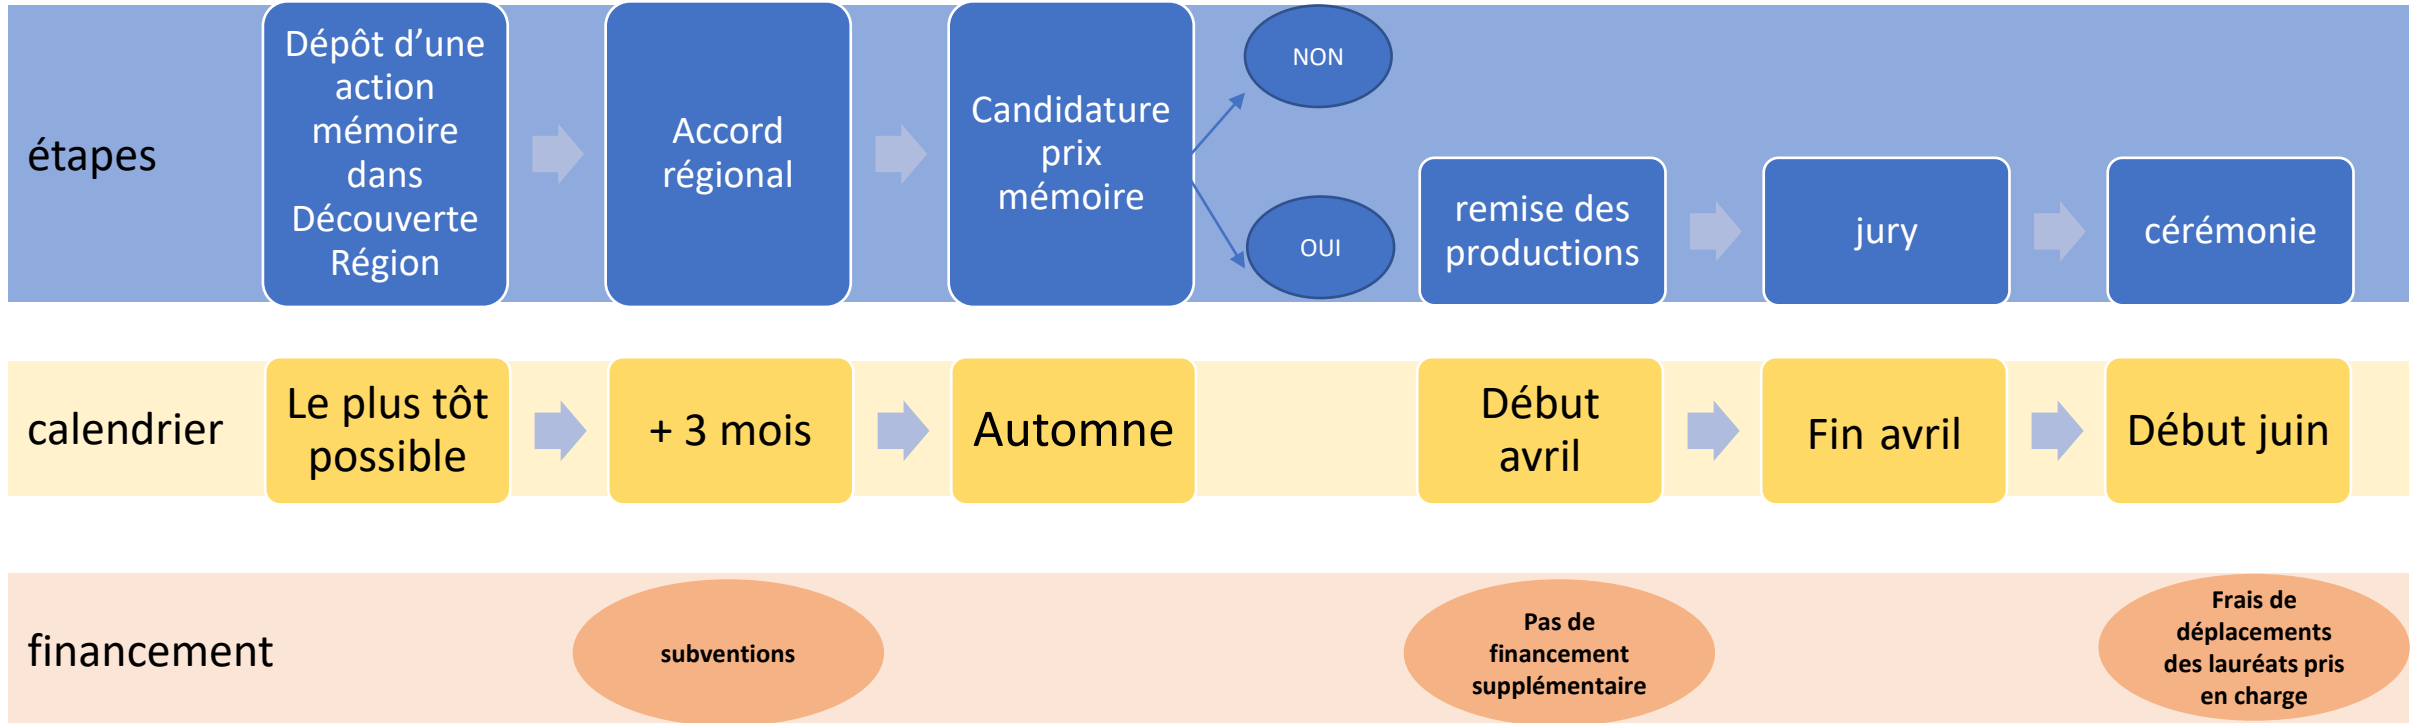 étapes
Dépôt d’une
action
mémoire
dans
Découverte
Région
Accord
régional
Candidature
prix
mémoire
NON
OUI
remise des
productions
jury
cérémonie
calendrier
Le plus tôt
possible
+ 3 mois
Automne
Début
avril
Fin avril
Début juin
financement
subventions
Pas de
financement
supplémentaire
Frais de
déplacements
des lauréats pris
en charge